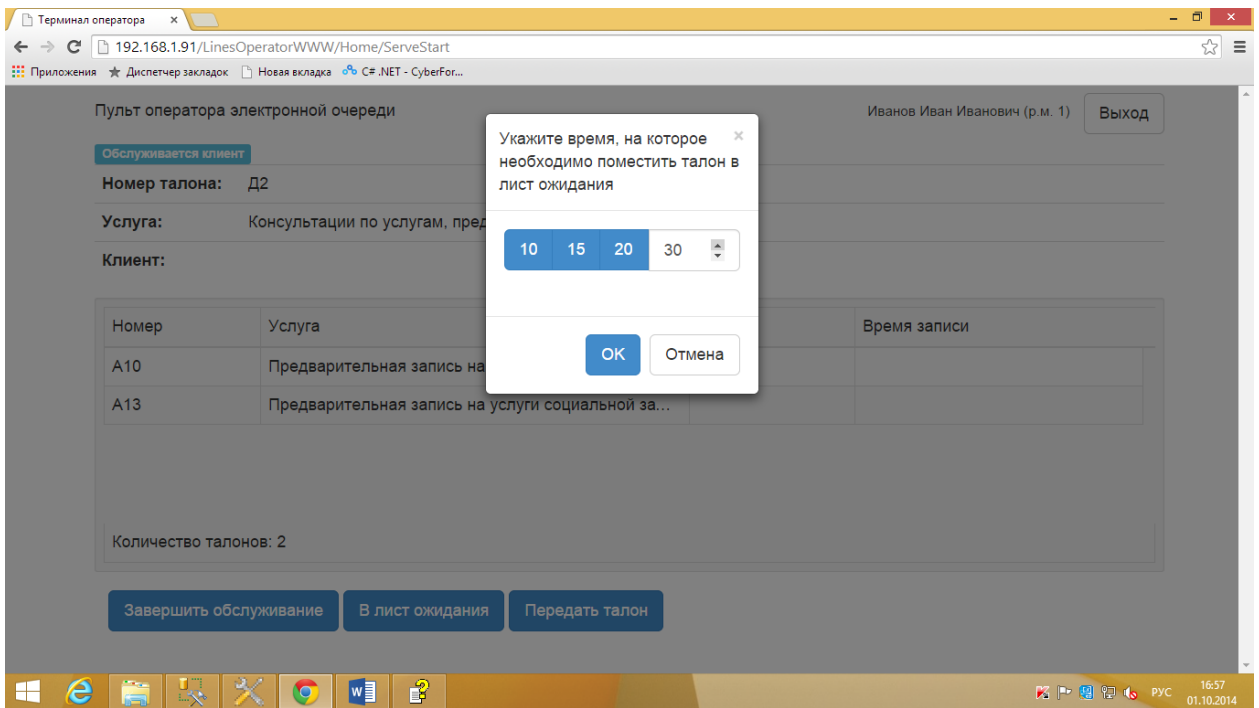 Терминал оператора
192.168.1.91/LinesOperatorWWW/Home/ServeStart
Приложения Диспетчер закладок Новая вкладка C# .NET - CyberFor...
Пульт оператора электронной очереди Иванов Иван Иванович (р.м. 1) Выход
Обслуживается клиент
Номер талона: Д2
Услуга: Консультации по услугам, пред
Клиент:
Укажите время, на которое
необходимо поместить талон в
лист ожидания
10 15 20 30
OK Отмена
Номер Услуга Время записи
A10 Предварительная запись на
A13 Предварительная запись на услуги социальной за...
Количество талонов: 2
Завершить обслуживание В лист ожидания Передать талон
РУС 16:57
01.10.2014